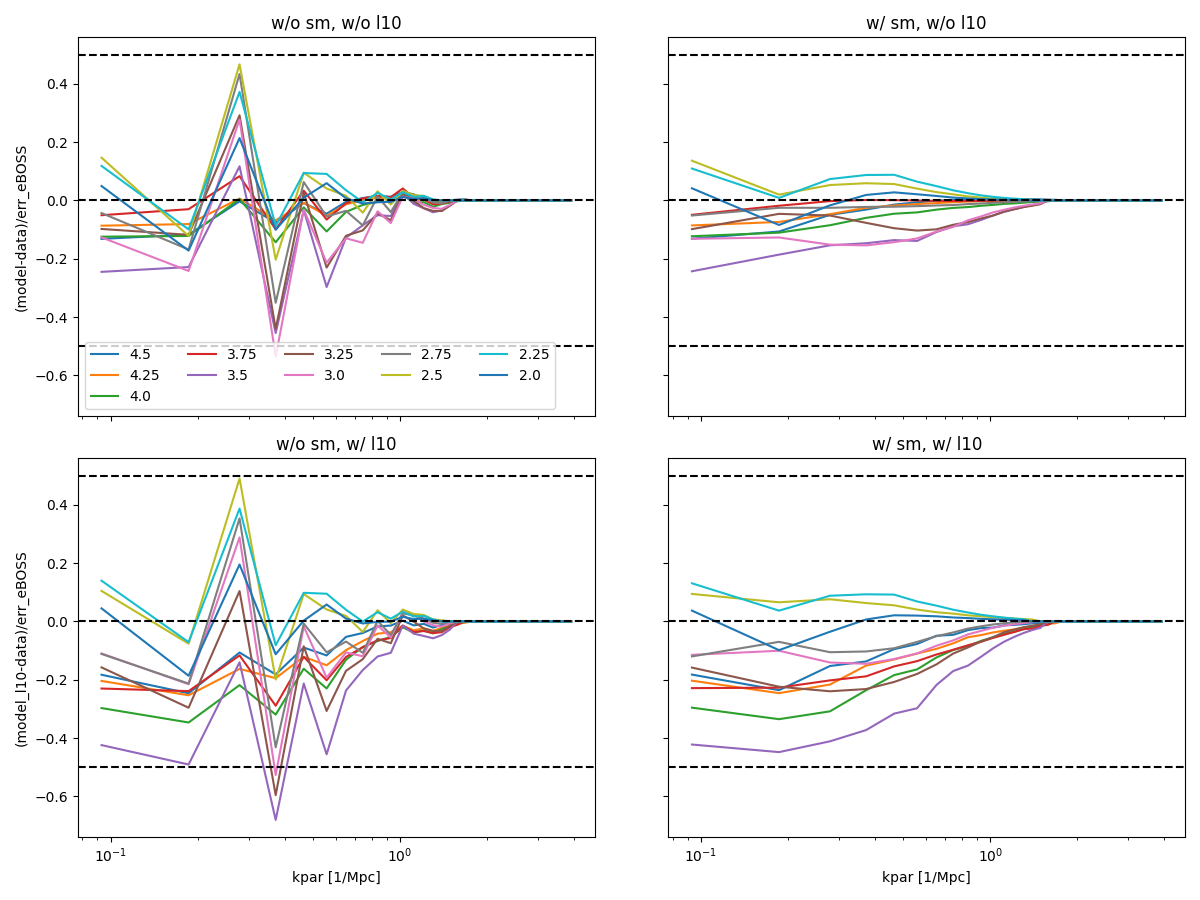 w/o sm, w/o l10
w/ sm, w/o l10
(model-data)/err_eBOSS
0.4
0.2
0.0
−0.2
−0.4
−0.6
4.5 3.75 3.25 2.75 2.25
4.25 3.5 3.0 2.5 2.0
4.0
w/o sm, w/ l10
w/ sm, w/ l10
(model_l10-data)/err_eBOSS
0.4
0.2
0.0
−0.2
−0.4
−0.6
10⁻¹ 10⁰ 10⁻¹ 10⁰
kpar [1/Mpc] kpar [1/Mpc]